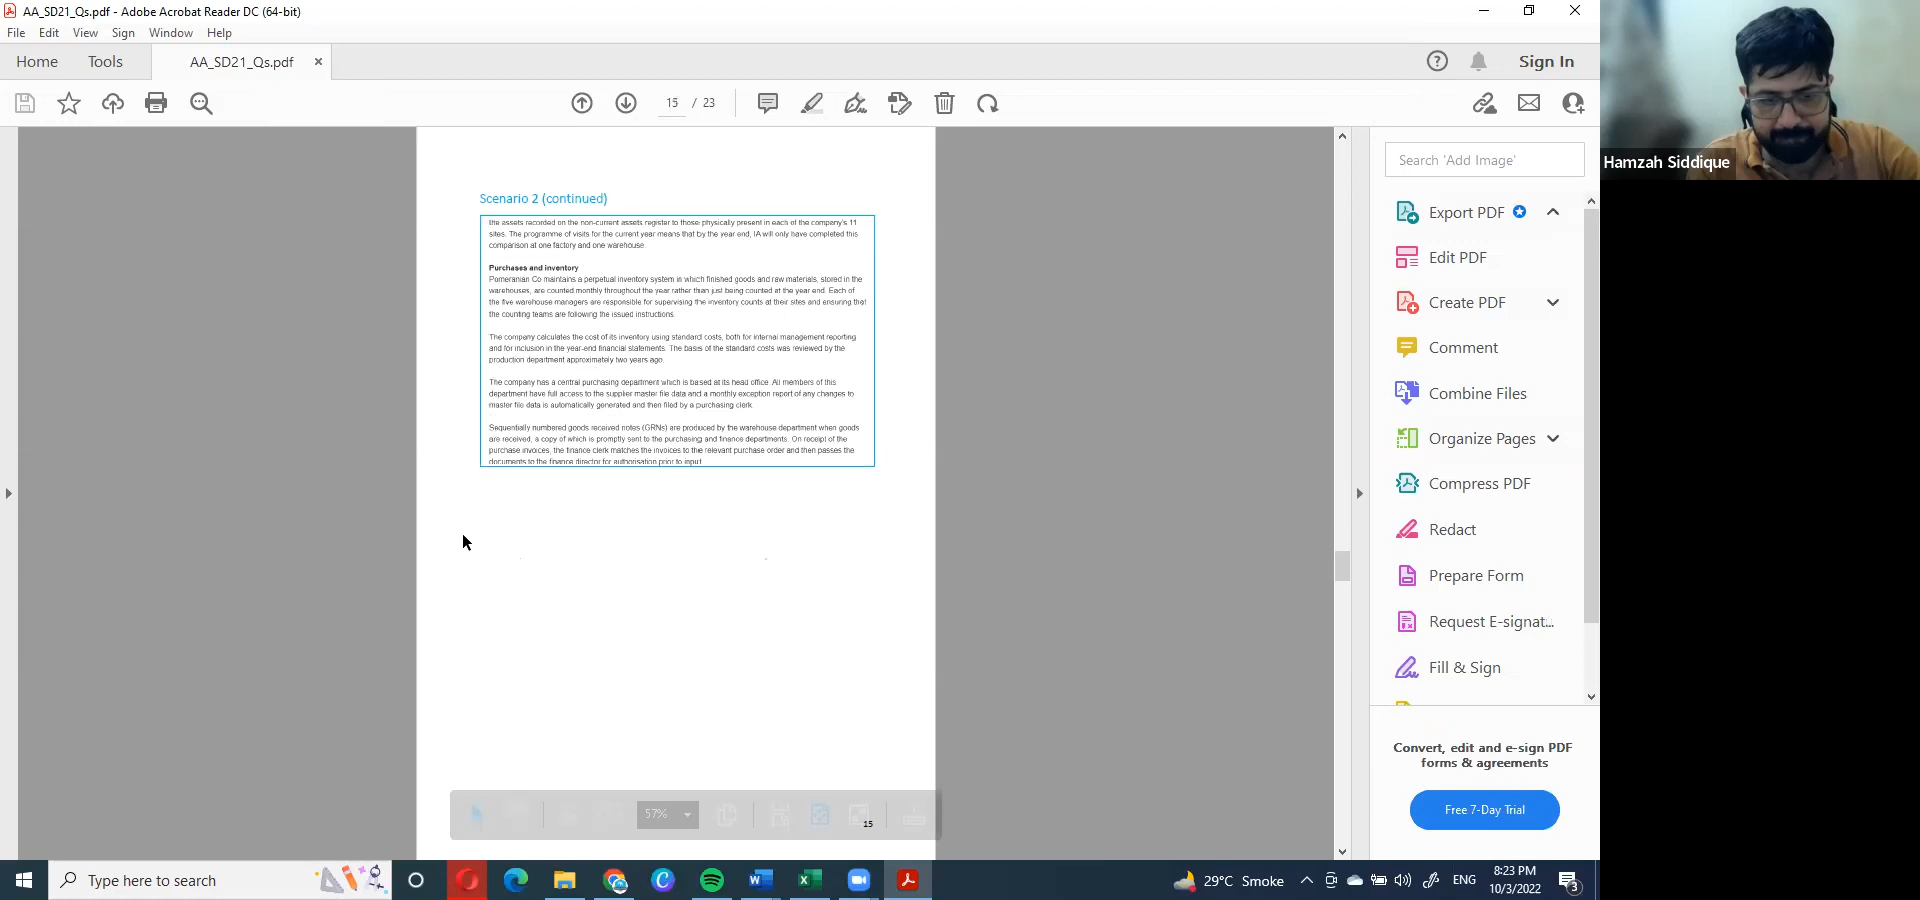 AA_SD21_Qs.pdf - Adobe Acrobat Reader DC (64-bit)
File Edit View Sign Window Help
Home Tools AA_SD21_Qs.pdf × Sign In
15 / 23
Search 'Add Image'
Hamzah Siddique
Scenario 2 (continued)
the assets recorded on the non-current assets register to those physically present in each of the company's 11
sites. The programme of visits for the current year means that by the year end, IA will only have completed this
comparison at one factory and one warehouse.
Purchases and inventory
Pomeranian Co maintains a perpetual inventory system in which finished goods and raw materials, stored in the
warehouses, are counted monthly throughout the year rather than just being counted at the year end. Each of
the five warehouse managers are responsible for supervising the inventory counts at their sites and ensuring that
the counting teams are following the issued instructions.
The company calculates the cost of its inventory using standard costs, both for internal management reporting
and for inclusion in the year-end financial statements. The basis of the standard costs was reviewed by the
production department approximately two years ago.
The company has a central purchasing department which is based at its head office. All members of this
department have full access to the supplier master file data and a monthly exception report of any changes to
master file data is automatically generated and then filed by a purchasing clerk.
Sequentially numbered goods received notes (GRNs) are produced by the warehouse department when goods
are received, a copy of which is promptly sent to the purchasing and finance departments. On receipt of the
purchase invoices, the finance clerk matches the invoices to the relevant purchase order and then passes the
documents to the finance director for authorisation prior to input.
57%
15
Export PDF
Edit PDF
Create PDF
Comment
Combine Files
Organize Pages
Compress PDF
Redact
Prepare Form
Request E-signat...
Fill & Sign
Convert, edit and e-sign PDF
forms & agreements
Free 7-Day Trial
Type here to search
29°C Smoke
ENG
8:23 PM
10/3/2022
3